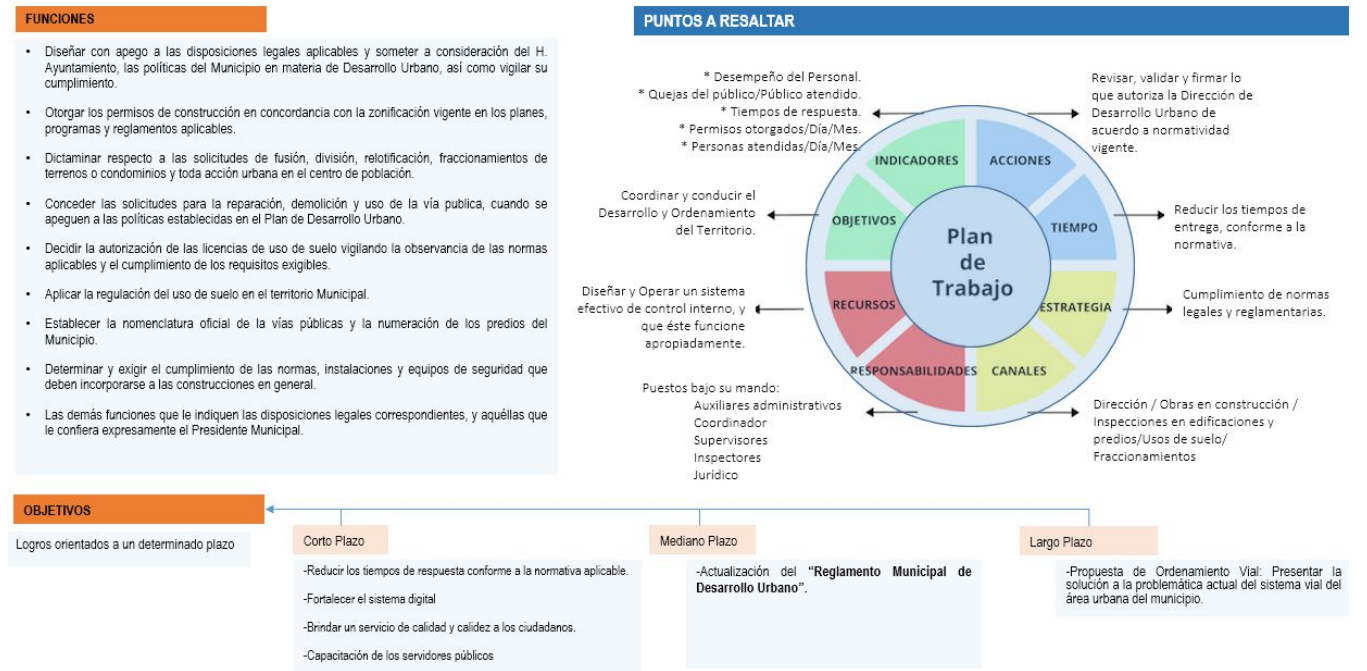 FUNCIONES
• Diseñar con apego a las disposiciones legales aplicables y someter a consideración del H.
Ayuntamiento, las políticas del Municipio en materia de Desarrollo Urbano, así como vigilar su
cumplimiento.
• Otorgar los permisos de construcción en concordancia con la zonificación vigente en los planes,
programas y reglamentos aplicables.
• Dictaminar respecto a las solicitudes de fusión, división, relotificación, fraccionamientos de
terrenos o condominios y toda acción urbana en el centro de población.
• Conceder las solicitudes para la reparación, demolición y uso de la vía publica, cuando se
apeguen a las políticas establecidas en el Plan de Desarrollo Urbano.
• Decidir la autorización de las licencias de uso de suelo vigilando la observancia de las normas
aplicables y el cumplimiento de los requisitos exigibles.
• Aplicar la regulación del uso de suelo en el territorio Municipal.
• Establecer la nomenclatura oficial de la vías públicas y la numeración de los predios del
Municipio.
• Determinar y exigir el cumplimiento de las normas, instalaciones y equipos de seguridad que
deben incorporarse a las construcciones en general.
• Las demás funciones que le indiquen las disposiciones legales correspondientes, y aquéllas que
le confiera expresamente el Presidente Municipal.
PUNTOS A RESALTAR
* Desempeño del Personal.
* Quejas del público/Público atendido.
* Tiempos de respuesta.
* Permisos otorgados/Día/Mes.
* Personas atendidas/Día/Mes.
Coordinar y conducir el
Desarrollo y Ordenamiento
del Territorio.
Diseñar y Operar un sistema
efectivo de control interno, y
que éste funcione
apropiadamente.
Puestos bajo su mando:
Auxiliares administrativos
Coordinador
Supervisores
Inspectores
Jurídico
INDICADORES
ACCIONES
OBJETIVOS
TIEMPO
Plan
de
Trabajo
RECURSOS
ESTRATEGIA
RESPONSABILIDADES
CANALES
Revisar, validar y firmar lo
que autoriza la Dirección de
Desarrollo Urbano de
acuerdo a normatividad
vigente.
Reducir los tiempos de
entrega, conforme a la
normativa.
Cumplimiento de normas
legales y reglamentarias.
Dirección / Obras en construcción /
Inspecciones en edificaciones y
predios/Usos de suelo/
Fraccionamientos
OBJETIVOS
Logros orientados a un determinado plazo
Corto Plazo
-Reducir los tiempos de respuesta conforme a la normativa aplicable.
-Fortalecer el sistema digital
-Brindar un servicio de calidad y calidez a los ciudadanos.
-Capacitación de los servidores públicos
Mediano Plazo
-Actualización del “Reglamento Municipal de
Desarrollo Urbano”.
Largo Plazo
-Propuesta de Ordenamiento Vial: Presentar la
solución a la problemática actual del sistema vial del
área urbana del municipio.